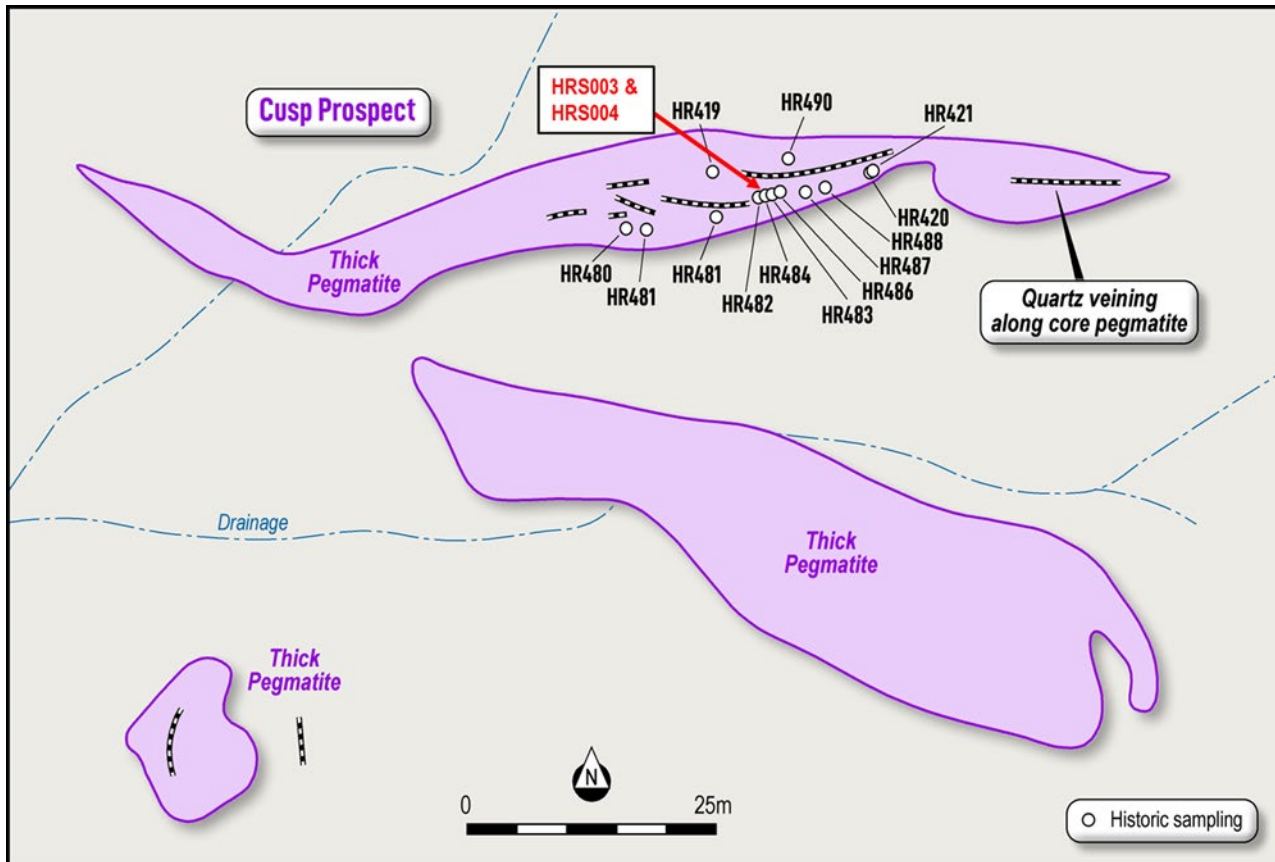 Cusp Prospect
HRS003 &
HRS004
HR419
HR490
HR421
HR420
HR488
HR487
HR486
HR483
HR484
HR482
HR481
HR481
HR480
Thick
Pegmatite
Quartz veining
along core pegmatite
Drainage
Thick
Pegmatite
Thick
Pegmatite
N
0 25m
Historic sampling